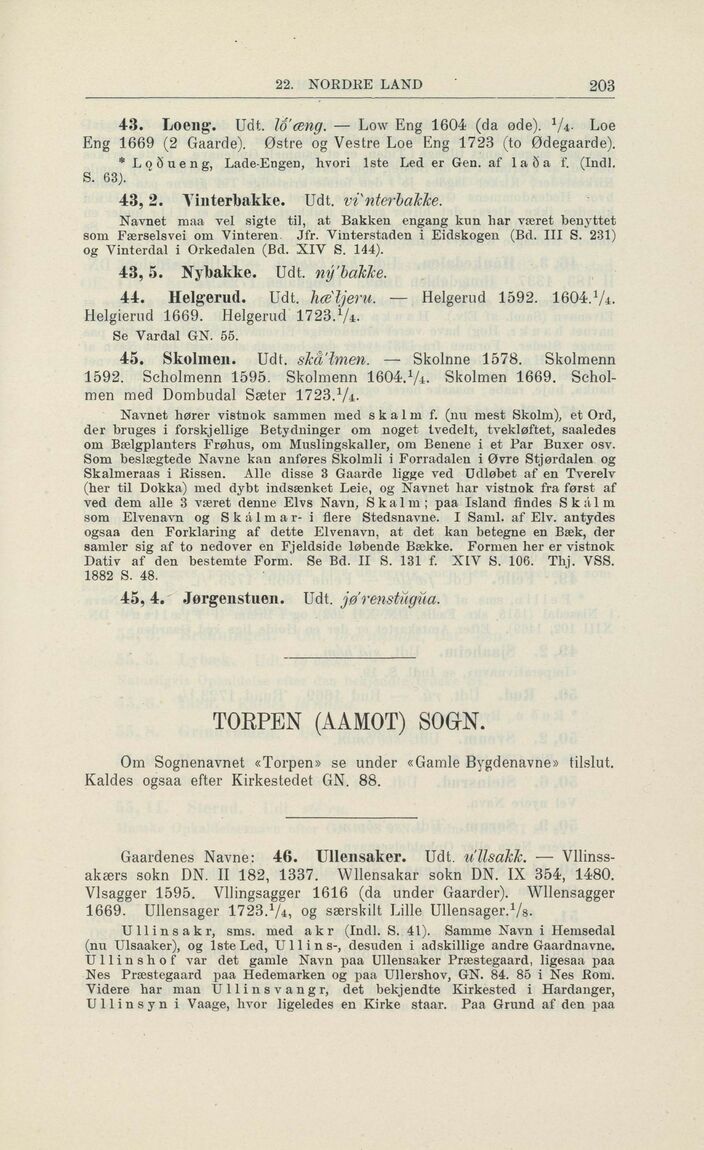 22. NORDRE LAND 203
43. Loeng. Udt. lo᷄'æng. — Low Eng 1604 (da øde). 1/4. Loe
Eng 1669 (2 Gaarde). Østre og Vestre Loe Eng 1723 (to Ødegaarde).
* Lǫðueng, Lade-Engen, hvori 1ste Led er Gen. af laða f. (Indl.
S. 63).
43, 2. Vinterbakke. Udt. vi`nterbakke.
Navnet maa vel sigte til, at Bakken engang kun har været benyttet
som Færselsvei om Vinteren. Jfr. Vinterstaden i Eidskogen (Bd. III S. 231)
og Vinterdal i Orkedalen (Bd. XIV S. 144).
43, 5. Nybakke. Udt. ný'bakke.
44. Helgerud. Udt. hæ`ljeru. — Helgerud 1592. 1604.1/4.
Helgierud 1669. Helgerud 1723.1/4.
Se Vardal GN. 55.
45. Skolmen. Udt. skå'lmen. — Skolnne 1578. Skolmenn
1592. Scholmenn 1595. Skolmenn 1604.1/4. Skolmen 1669. Schol-
men med Dombudal Sæter 1723.1/4.
Navnet hører vistnok sammen med skalm f. (nu mest Skolm), et Ord,
der bruges i forskjellige Betydninger om noget tvedelt, tvekløftet, saaledes
om Bælgplanters Frøhus, om Muslingskaller, om Benene i et Par Buxer osv.
Som beslægtede Navne kan anføres Skolmli i Forradalen i Øvre Stjørdalen og
Skalmeraas i Rissen. Alle disse 3 Gaarde ligge ved Udløbet af en Tverelv
(her til Dokka) med dybt indsænket Leie, og Navnet har vistnok fra først af
ved dem alle 3 været denne Elvs Navn, Skalm; paa Island findes Skálm
som Elvenavn og Skálmar- i flere Stedsnavne. I Saml. af Elv. antydes
ogsaa den Forklaring af dette Elvenavn, at det kan betegne en Bæk, der
samler sig af to nedover en Fjeldside løbende Bække. Formen her er vistnok
Dativ af den bestemte Form. Se Bd. II S. 131 f. XIV S. 106. Thj. VSS.
1882 S. 48.
45, 4. Jørgenstuen. Udt. jø'renstúgúa.
TORPEN (AAMOT) SOGN.
Om Sognenavnet «Torpen» se under «Gamle Bygdenavne» tilslut.
Kaldes ogsaa efter Kirkestedet GN. 88.
Gaardenes Navne: 46. Ullensaker. Udt. u`llsakk. — Vllinss-
akærs sokn DN. II 182, 1337. Wllensakar sokn DN. IX 354, 1480.
Vlsagger 1595. Vllingsagger 1616 (da under Gaarder). Wllensagger
1669. Ullensager 1723.1/4, og særskilt Lille Ullensager.1/8.
Ullinsakr, sms. med akr (Indl. S. 41). Samme Navn i Hemsedal
(nu Ulsaaker), og 1ste Led, Ullins-, desuden i adskillige andre Gaardnavne.
Ullinshof var det gamle Navn paa Ullensaker Præstegaard, ligesaa paa
Nes Præstegaard paa Hedemarken og paa Ullershov, GN. 84. 85 i Nes Rom.
Videre har man Ullinsvangr, det bekjendte Kirkested i Hardanger,
Ullinsyn i Vaage, hvor ligeledes en Kirke staar. Paa Grund af den paa